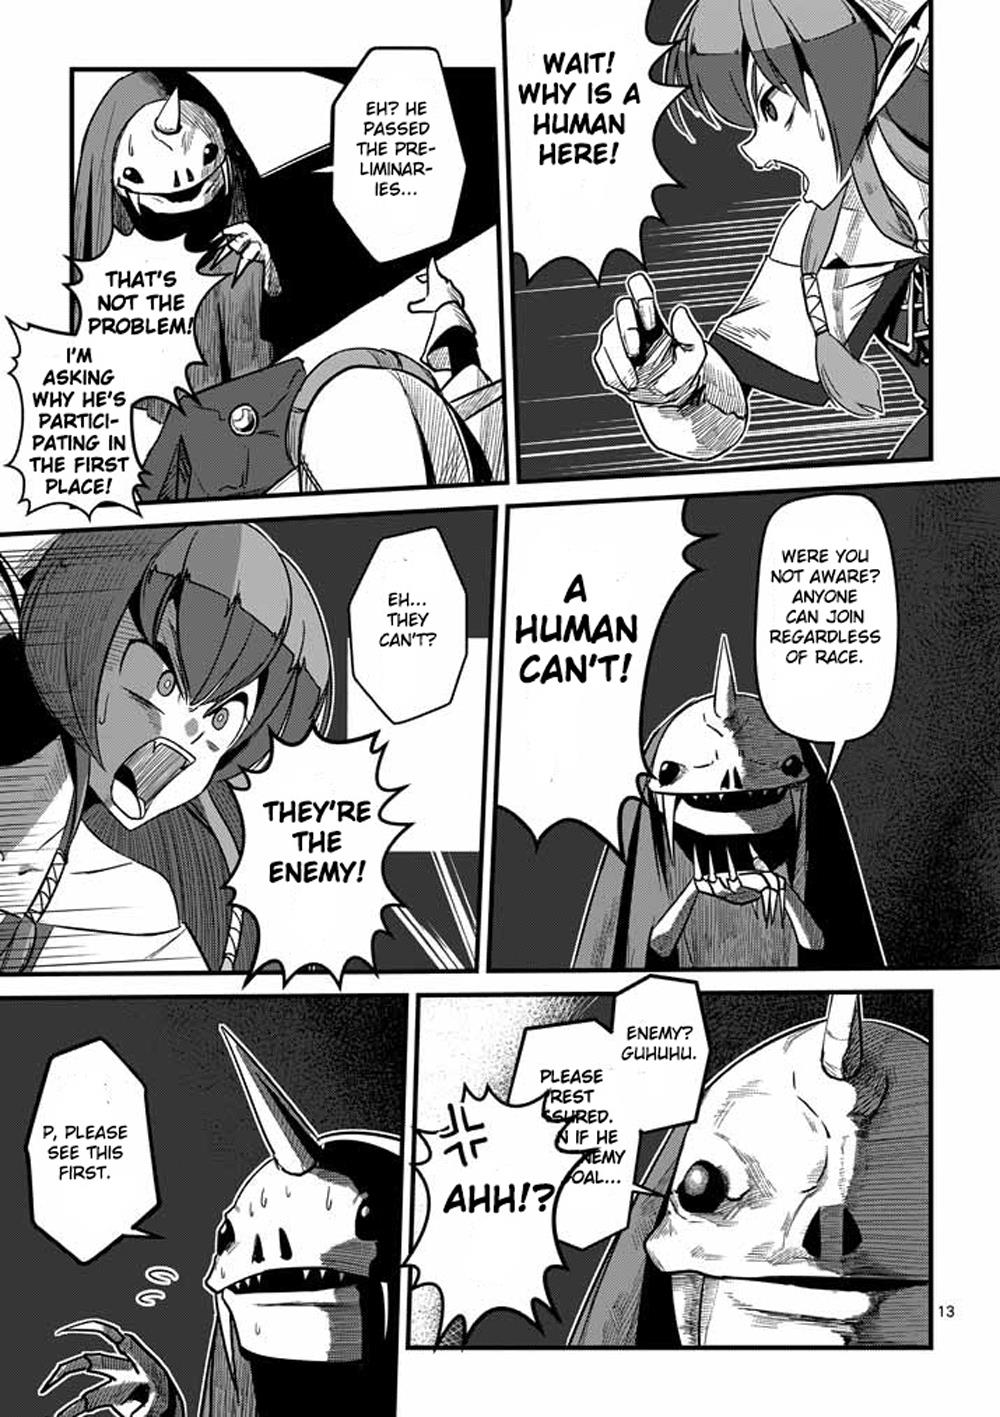 WAIT!
WHY IS A
HUMAN
HERE!
EH? HE
PASSED
THE PRE-
LIMINAR-
IES...
THAT'S
NOT THE
PROBLEM!
I'M
ASKING
WHY HE'S
PARTICI-
PATING IN
THE FIRST
PLACE!
WERE YOU
NOT AWARE?
ANYONE
CAN JOIN
REGARDLESS
OF RACE.
A
HUMAN
CAN'T!
EH...
THEY
CAN'T?
THEY'RE
THE
ENEMY!
ENEMY?
GUHUHU.
PLEASE
REST
IF HE
AHH!?
P, PLEASE
SEE THIS
FIRST.
13